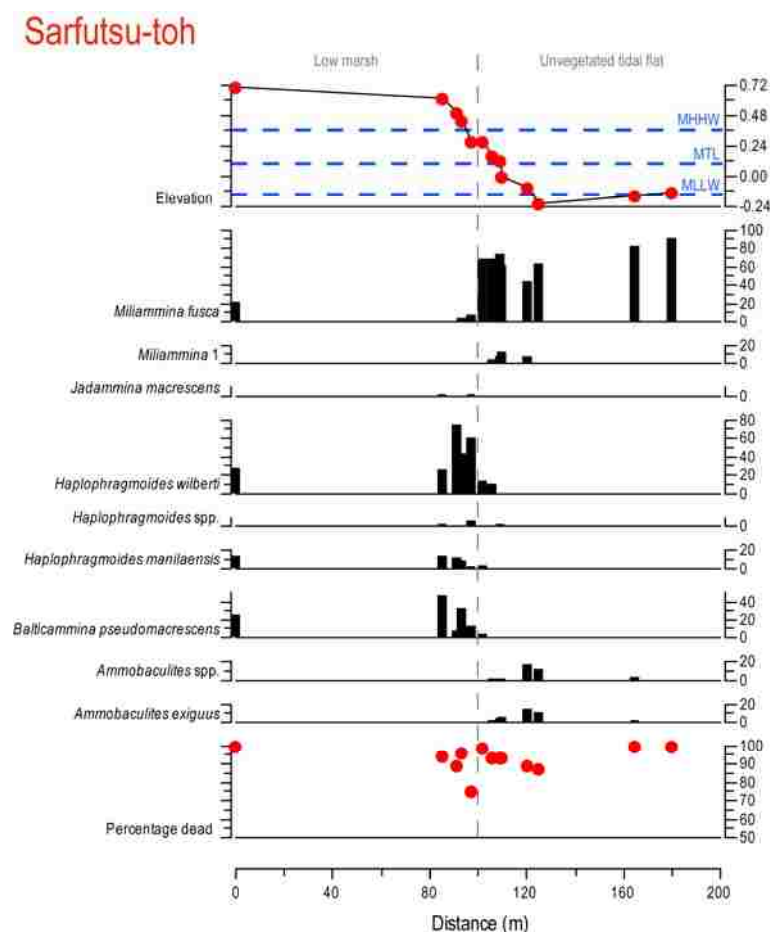 Sarfutsu-toh
Low marsh
Unvegetated tidal flat
0.72
0.48
MHHW
0.24
MTL
0.00
MLLW
Elevation
-0.24
100
80
60
40
20
Miliammina fusca
0
20
Miliammina 1
0
Jadammina macrescens
0
80
60
40
20
Haplophragmoides wilberti
0
Haplophragmoides spp.
0
20
Haplophragmoides manilaensis
0
40
20
Balticammina pseudomacrescens
0
20
Ammobaculites spp.
0
20
Ammobaculites exiguus
0
100
90
80
70
60
Percentage dead
50
0 40 80 120 160 200
Distance (m)